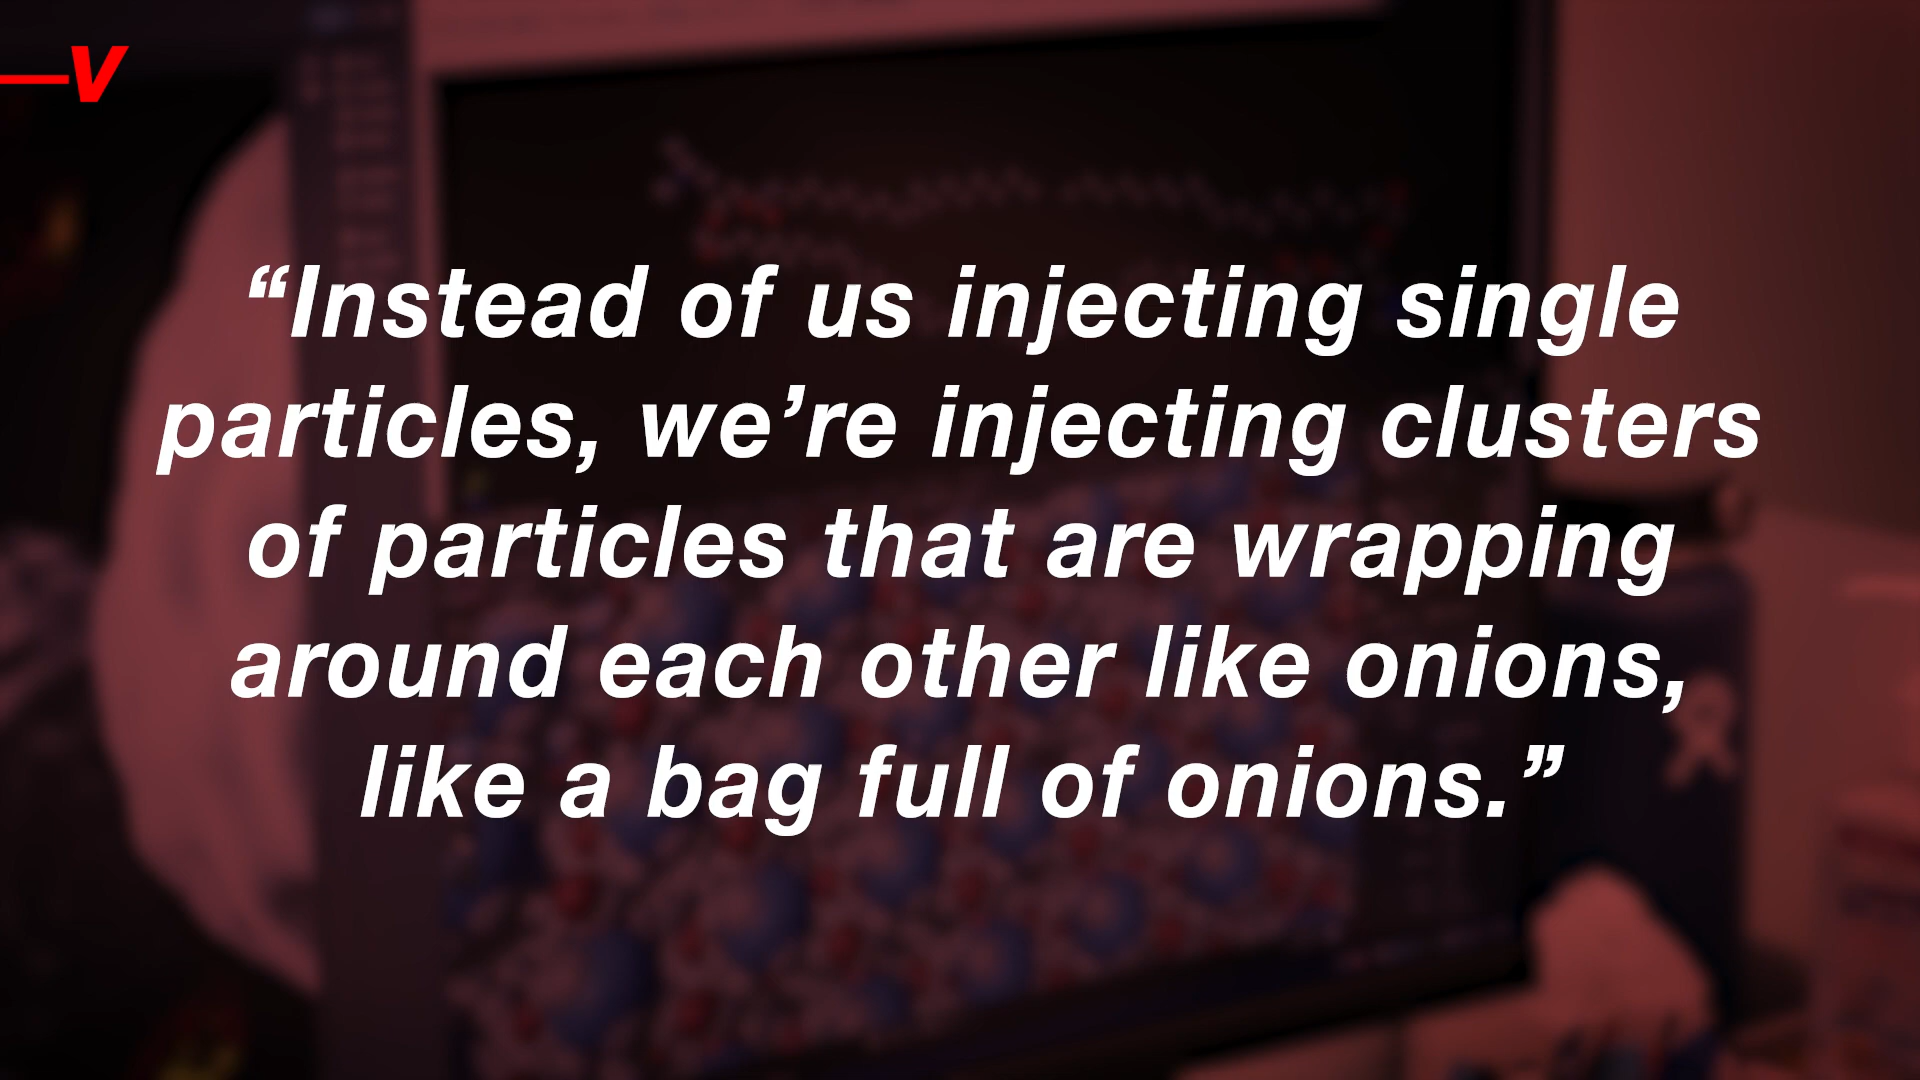 V
“Instead of us injecting single
particles, we’re injecting clusters
of particles that are wrapping
around each other like onions,
like a bag full of onions.”